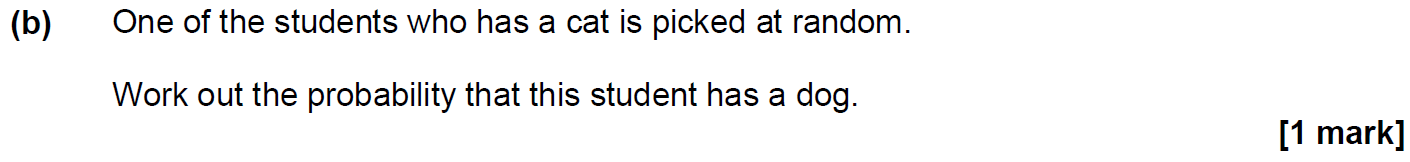 (b) One of the students who has a cat is picked at random.
Work out the probability that this student has a dog.
[1 mark]